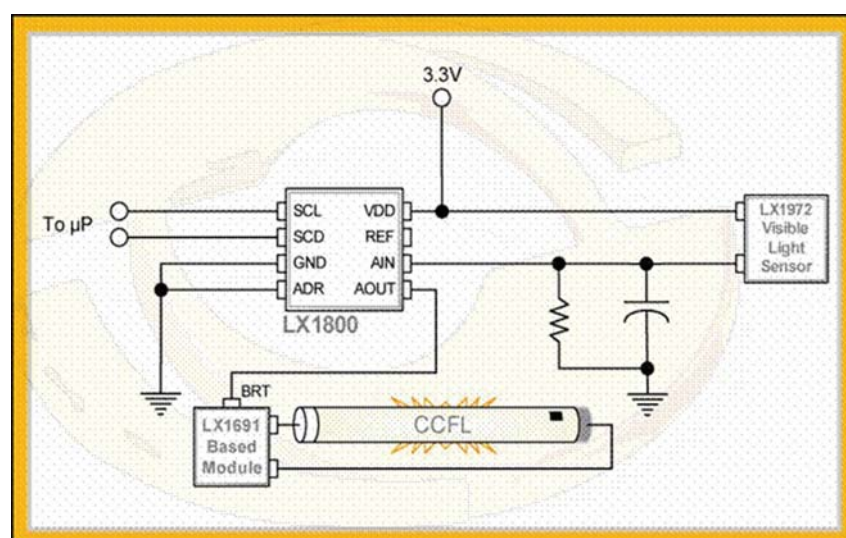 3.3V
To µP
SCL VDD
SCD REF
GND AIN
ADR AOUT
LX1800
LX1972
Visible
Light
Sensor
BRT
LX1691
Based
Module
CCFL